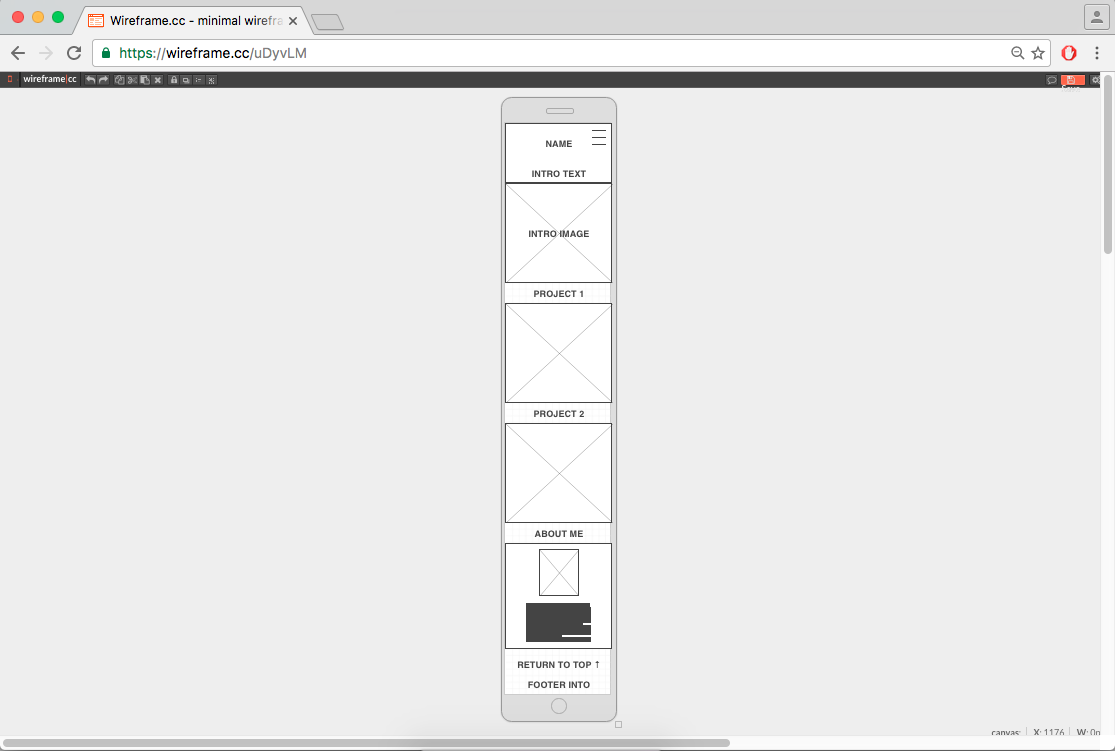 Wireframe.cc - minimal wirefra
https://wireframe.cc/uDyvLM
wireframe|cc
Save
NAME
INTRO TEXT
INTRO IMAGE
PROJECT 1
PROJECT 2
ABOUT ME
RETURN TO TOP ↑
FOOTER INTO
canvas: X: 1176 W: 0p